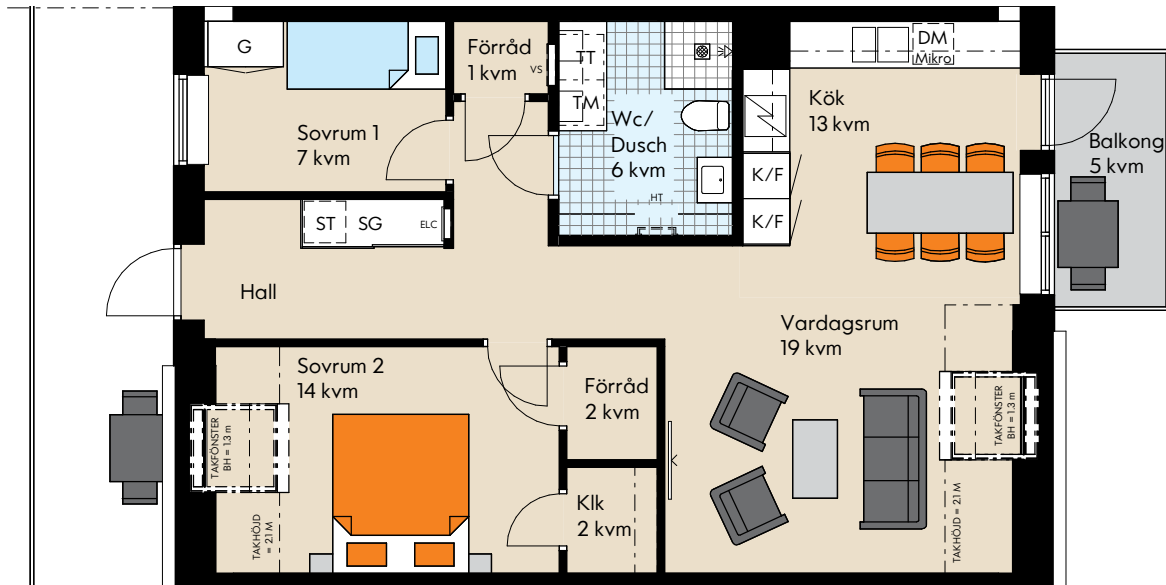 G
Förråd
1 kvm
VS
TT
TM
DM
Mikro
Sovrum 1
7 kvm
Wc/
Dusch
6 kvm
HT
Kök
13 kvm
K/F
K/F
Balkong
5 kvm
ST
SG
ELC
Hall
Vardagsrum
19 kvm
Sovrum 2
14 kvm
Förråd
2 kvm
TAKFÖNSTER
BH = 1.3 m
TAKFÖNSTER
BH = 1.3 m
Klk
2 kvm
TAKHÖJD
= 2.1 M
TAKHÖJD = 2.1 M